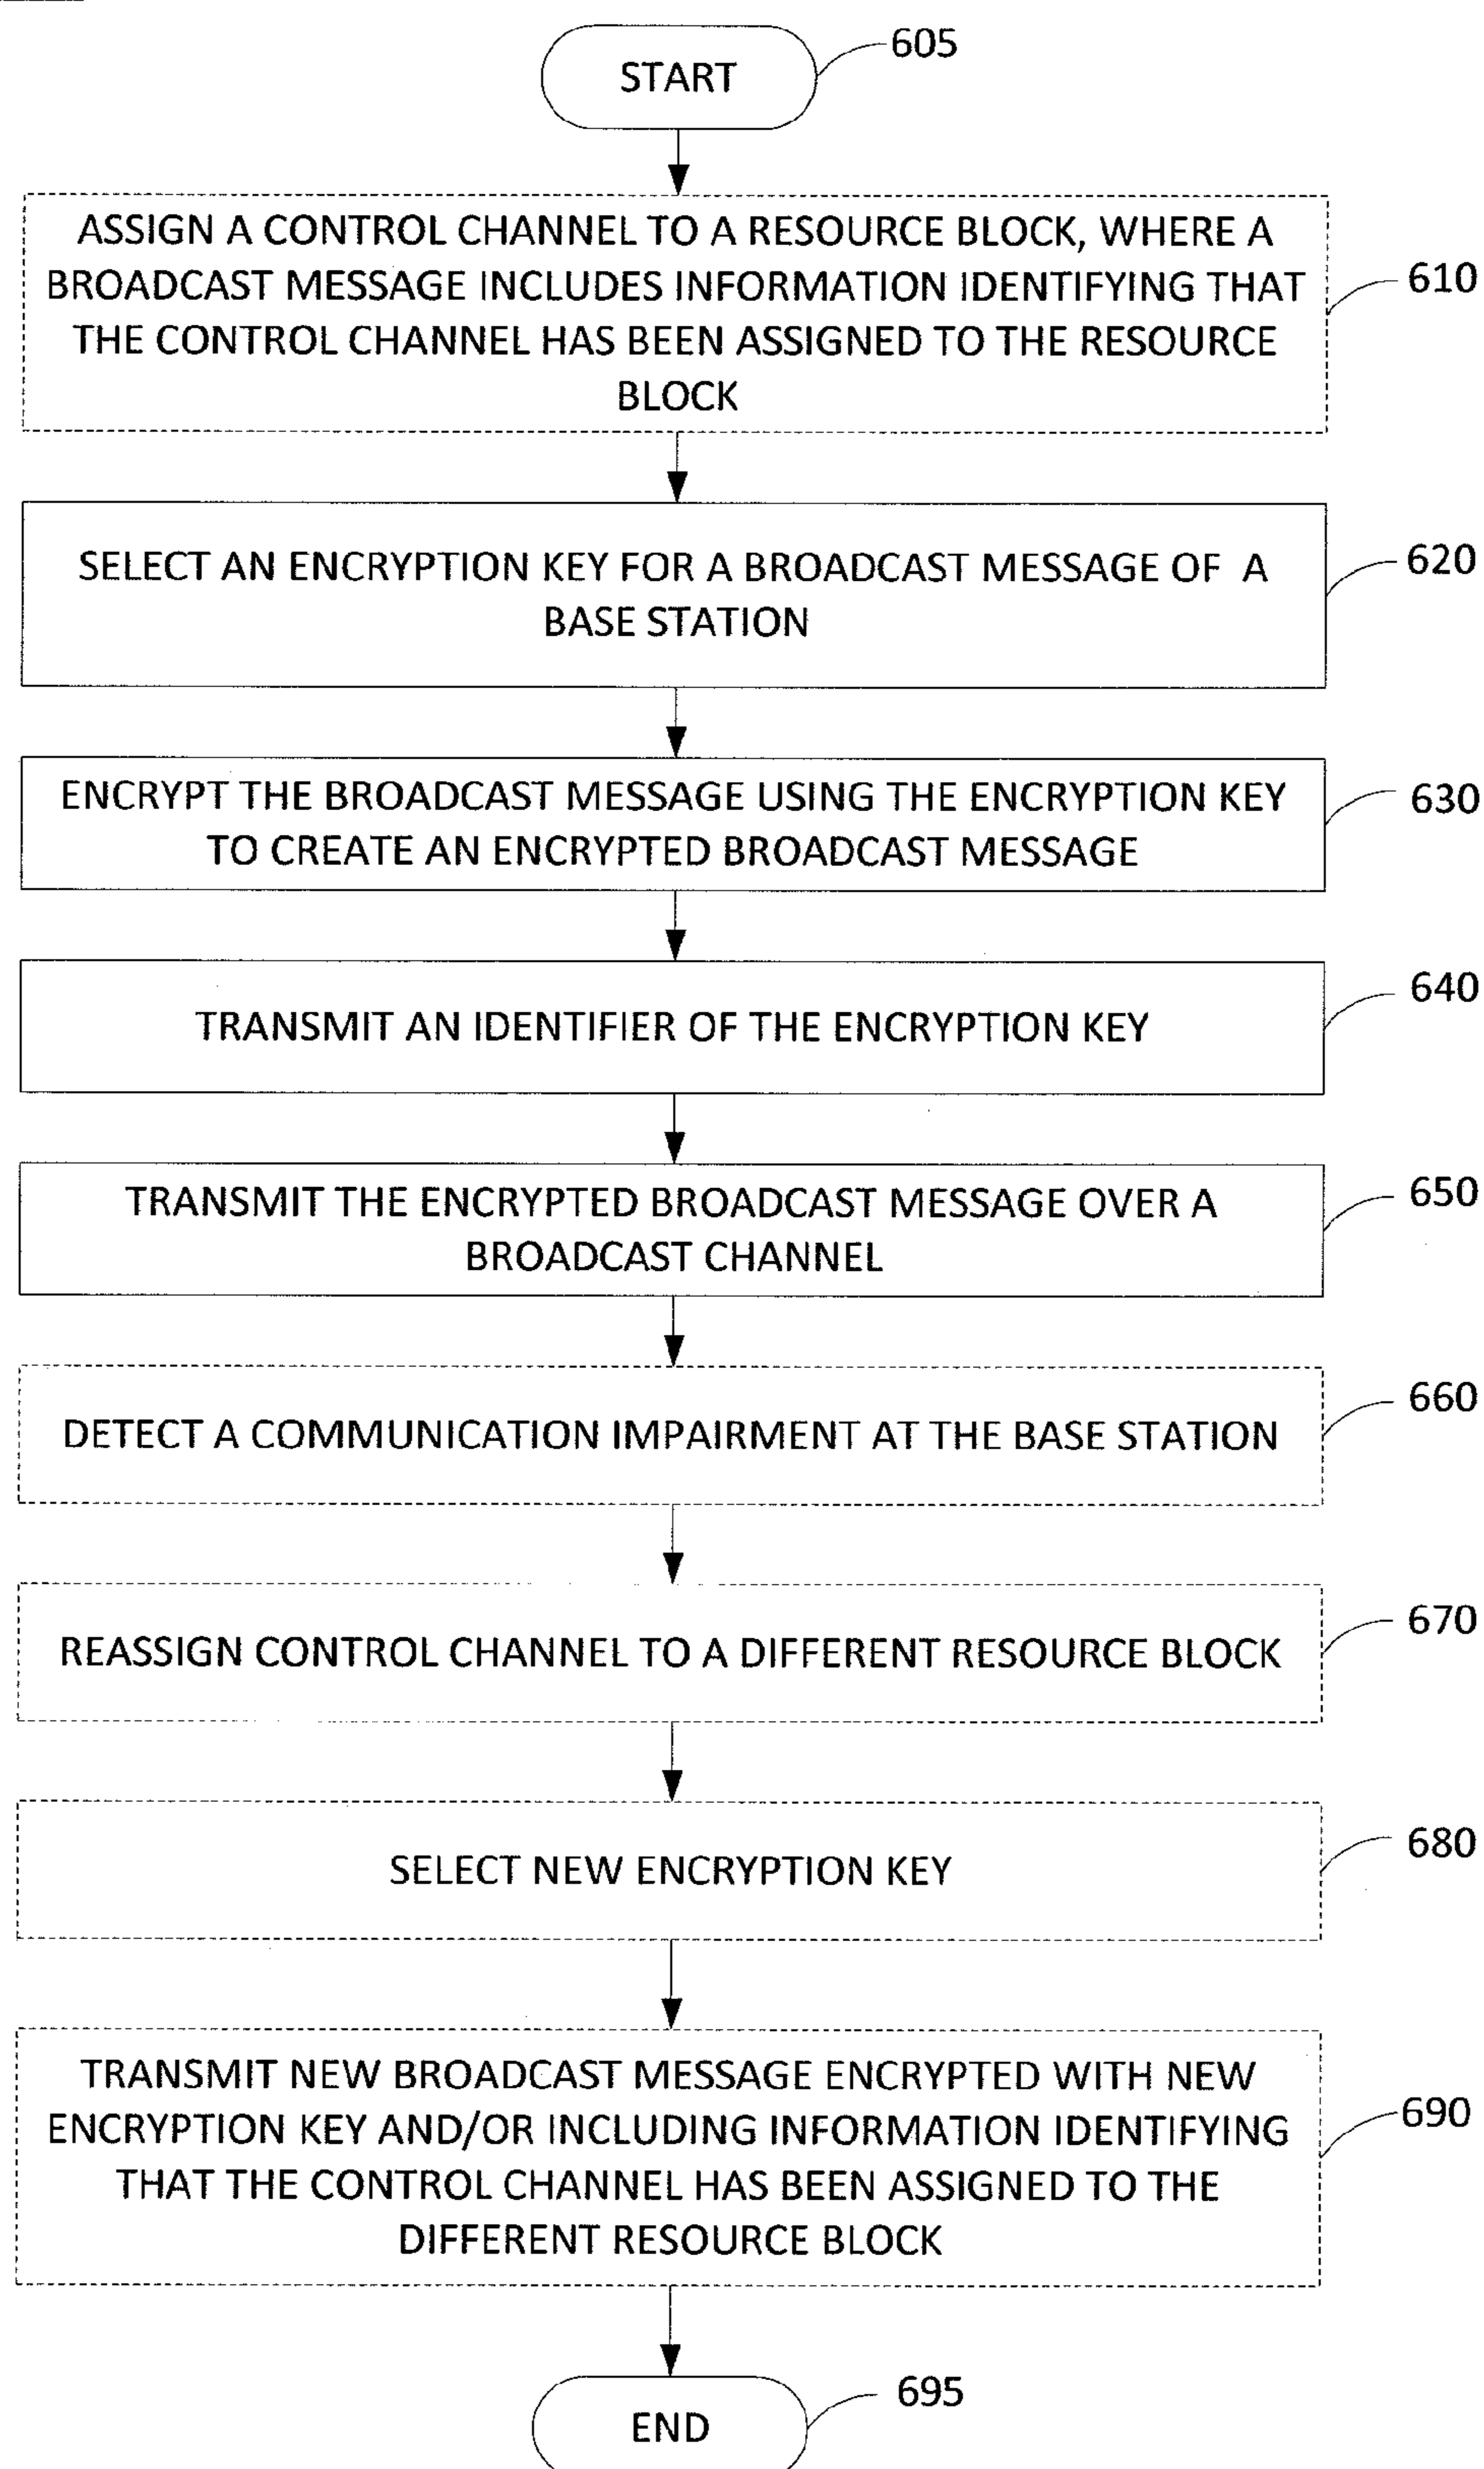 START
605
ASSIGN A CONTROL CHANNEL TO A RESOURCE BLOCK, WHERE A
BROADCAST MESSAGE INCLUDES INFORMATION IDENTIFYING THAT
THE CONTROL CHANNEL HAS BEEN ASSIGNED TO THE RESOURCE
BLOCK
610
SELECT AN ENCRYPTION KEY FOR A BROADCAST MESSAGE OF A
BASE STATION
620
ENCRYPT THE BROADCAST MESSAGE USING THE ENCRYPTION KEY
TO CREATE AN ENCRYPTED BROADCAST MESSAGE
630
TRANSMIT AN IDENTIFIER OF THE ENCRYPTION KEY
640
TRANSMIT THE ENCRYPTED BROADCAST MESSAGE OVER A
BROADCAST CHANNEL
650
DETECT A COMMUNICATION IMPAIRMENT AT THE BASE STATION
660
REASSIGN CONTROL CHANNEL TO A DIFFERENT RESOURCE BLOCK
670
SELECT NEW ENCRYPTION KEY
680
TRANSMIT NEW BROADCAST MESSAGE ENCRYPTED WITH NEW
ENCRYPTION KEY AND/OR INCLUDING INFORMATION IDENTIFYING
THAT THE CONTROL CHANNEL HAS BEEN ASSIGNED TO THE
DIFFERENT RESOURCE BLOCK
690
END
695